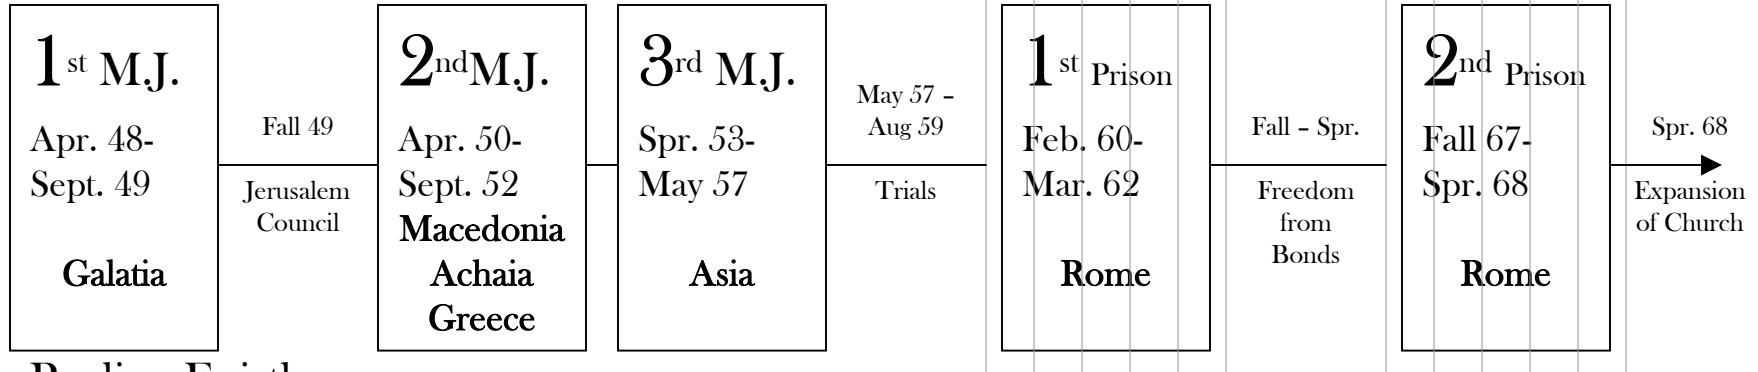 1st M.J.
Apr. 48-
Sept. 49
Galatia
Fall 49
Jerusalem
Council
2nd M.J.
Apr. 50-
Sept. 52
Macedonia
Achaia
Greece
3rd M.J.
Spr. 53-
May 57
Asia
May 57 –
Aug 59
Trials
1st Prison
Feb. 60-
Mar. 62
Rome
Fall – Spr.
Freedom
from
Bonds
2nd Prison
Fall 67-
Spr. 68
Rome
Spr. 68
Expansion
of Church